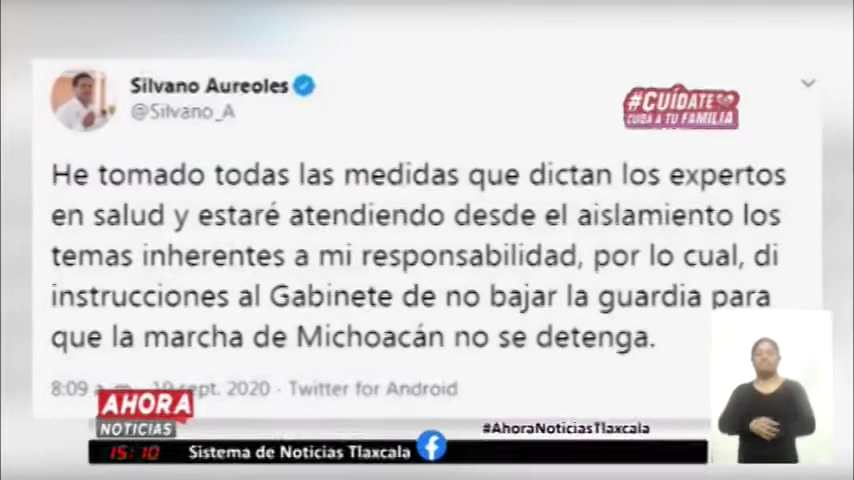 Silvano Aureoles
@Silvano_A
#CUÍDATE
CUIDA A TU FAMILIA
He tomado todas las medidas que dictan los expertos
en salud y estaré atendiendo desde el aislamiento los
temas inherentes a mi responsabilidad, por lo cual, di
instrucciones al Gabinete de no bajar la guardia para
que la marcha de Michoacán no se detenga.
8:09 sept. 2020 · Twitter for Android
AHORA
NOTICIAS
#AhoraNoticiasTlaxcala
15:10 Sistema de Noticias Tlaxcala